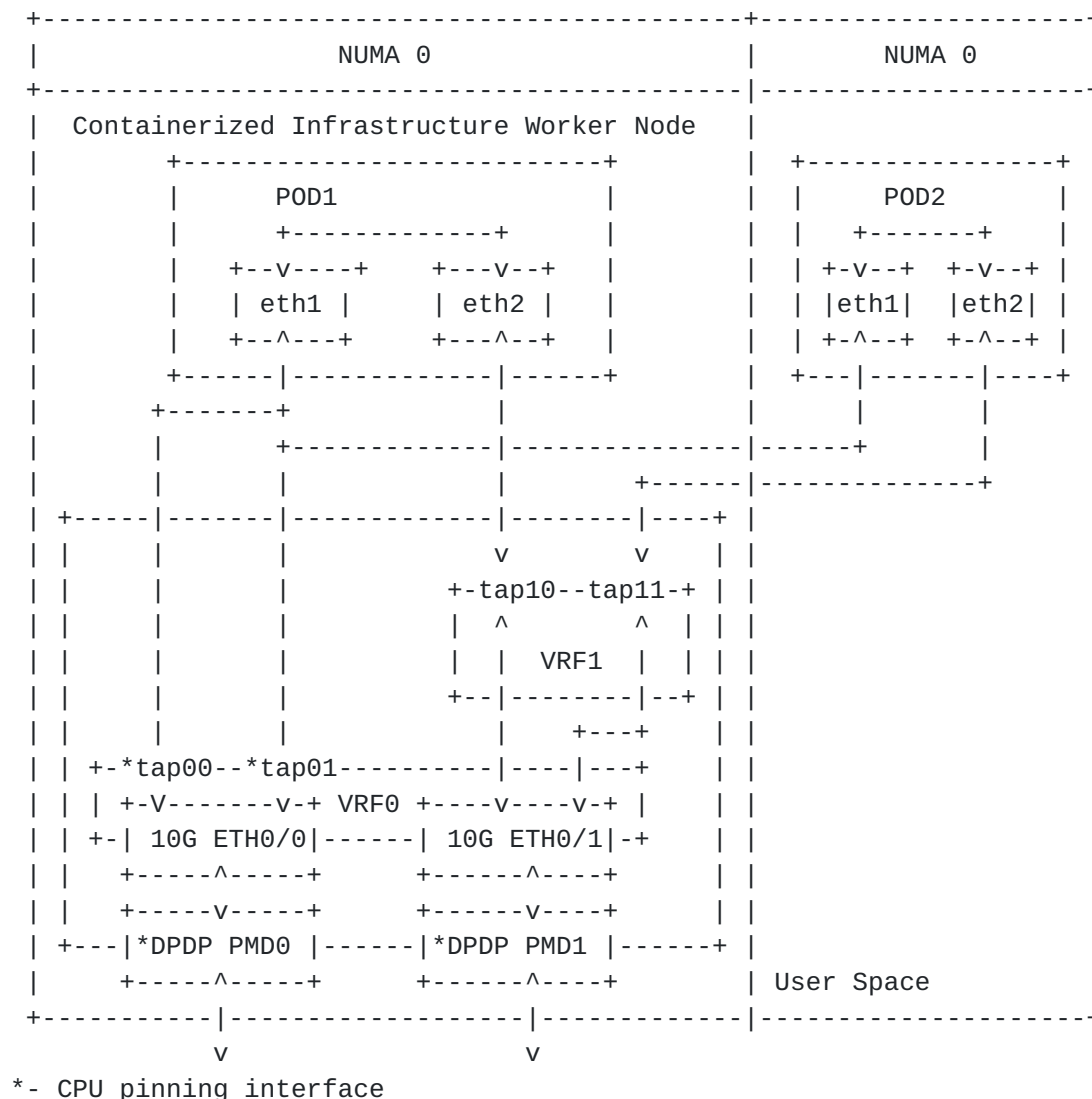 NUMA 0 NUMA 0
Containerized Infrastructure Worker Node
POD1 POD2
eth1 eth2 eth1 eth2
v v
tap10--tap11
^ ^
VRF1
*tap00--*tap01
V v VRF0 v v
10G ETH0/0 10G ETH0/1
^ ^
v v
*DPDP PMD0 *DPDP PMD1
^ ^ User Space
v v
*- CPU pinning interface